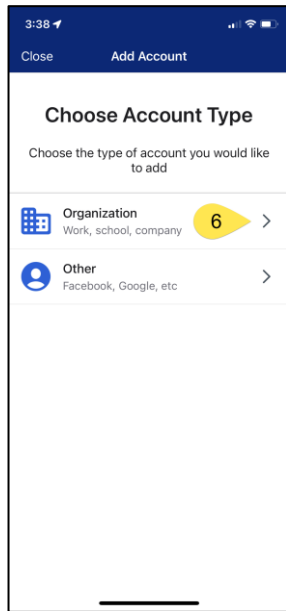 3:38
Close Add Account
Choose Account Type
Choose the type of account you would like
to add
Organization
Work, school, company
6
Other
Facebook, Google, etc